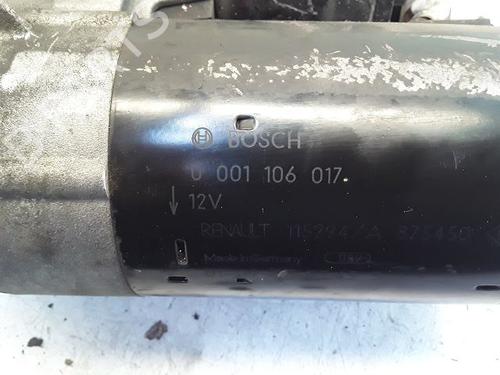 BOSCH
0 001 106 017
12V
RENAULT
Made in Germany